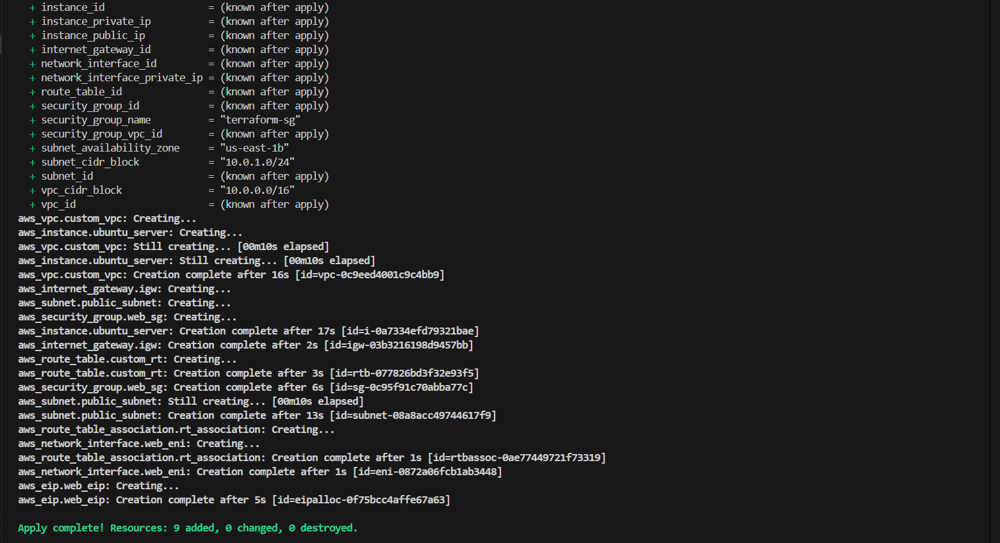 + instance_id = (known after apply)
+ instance_private_ip = (known after apply)
+ instance_public_ip = (known after apply)
+ internet_gateway_id = (known after apply)
+ network_interface_id = (known after apply)
+ network_interface_private_ip = (known after apply)
+ route_table_id = (known after apply)
+ security_group_id = (known after apply)
+ security_group_name = "terraform-sg"
+ security_group_vpc_id = (known after apply)
+ subnet_availability_zone = "us-east-1b"
+ subnet_cidr_block = "10.0.1.0/24"
+ subnet_id = (known after apply)
+ vpc_cidr_block = "10.0.0.0/16"
+ vpc_id = (known after apply)
aws_vpc.custom_vpc: Creating...
aws_instance.ubuntu_server: Creating...
aws_vpc.custom_vpc: Still creating... [00m10s elapsed]
aws_instance.ubuntu_server: Still creating... [00m10s elapsed]
aws_vpc.custom_vpc: Creation complete after 16s [id=vpc-0c9eed4001c9c4bb9]
aws_internet_gateway.igw: Creating...
aws_subnet.public_subnet: Creating...
aws_security_group.web_sg: Creating...
aws_instance.ubuntu_server: Creation complete after 17s [id=i-0a7334efd79321bae]
aws_internet_gateway.igw: Creation complete after 2s [id=igw-03b3216198d9457bb]
aws_route_table.custom_rt: Creating...
aws_route_table.custom_rt: Creation complete after 3s [id=rtb-077826bd3f32e93f5]
aws_security_group.web_sg: Creation complete after 6s [id=sg-0c95f91c70abba77c]
aws_subnet.public_subnet: Still creating... [00m10s elapsed]
aws_subnet.public_subnet: Creation complete after 13s [id=subnet-08a8acc49744617f9]
aws_route_table_association.rt_association: Creating...
aws_network_interface.web_eni: Creating...
aws_route_table_association.rt_association: Creation complete after 1s [id=rtbassoc-0ae77449721f73319]
aws_network_interface.web_eni: Creation complete after 1s [id=eni-0872a06fcb1ab3448]
aws_eip.web_eip: Creating...
aws_eip.web_eip: Creation complete after 5s [id=eipalloc-0f75bcc4affe67a63]
Apply complete! Resources: 9 added, 0 changed, 0 destroyed.